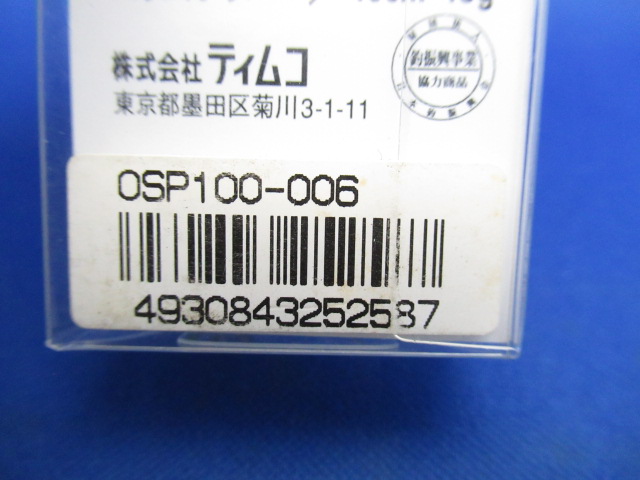 株式会社 ティムコ
東京都墨田区菊川3-1-11
釣振興事業
協力商品
OSP100-006
4930843252587